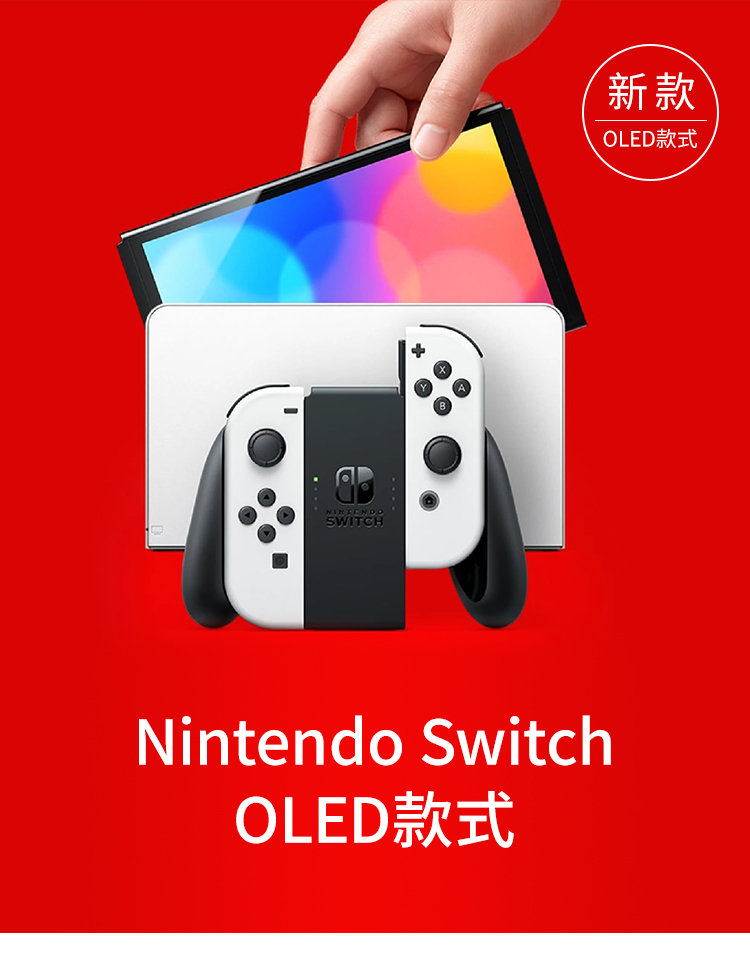 新款
OLED款式
X
Y
A
B
NINTENDO
SWITCH
Nintendo Switch
OLED款式